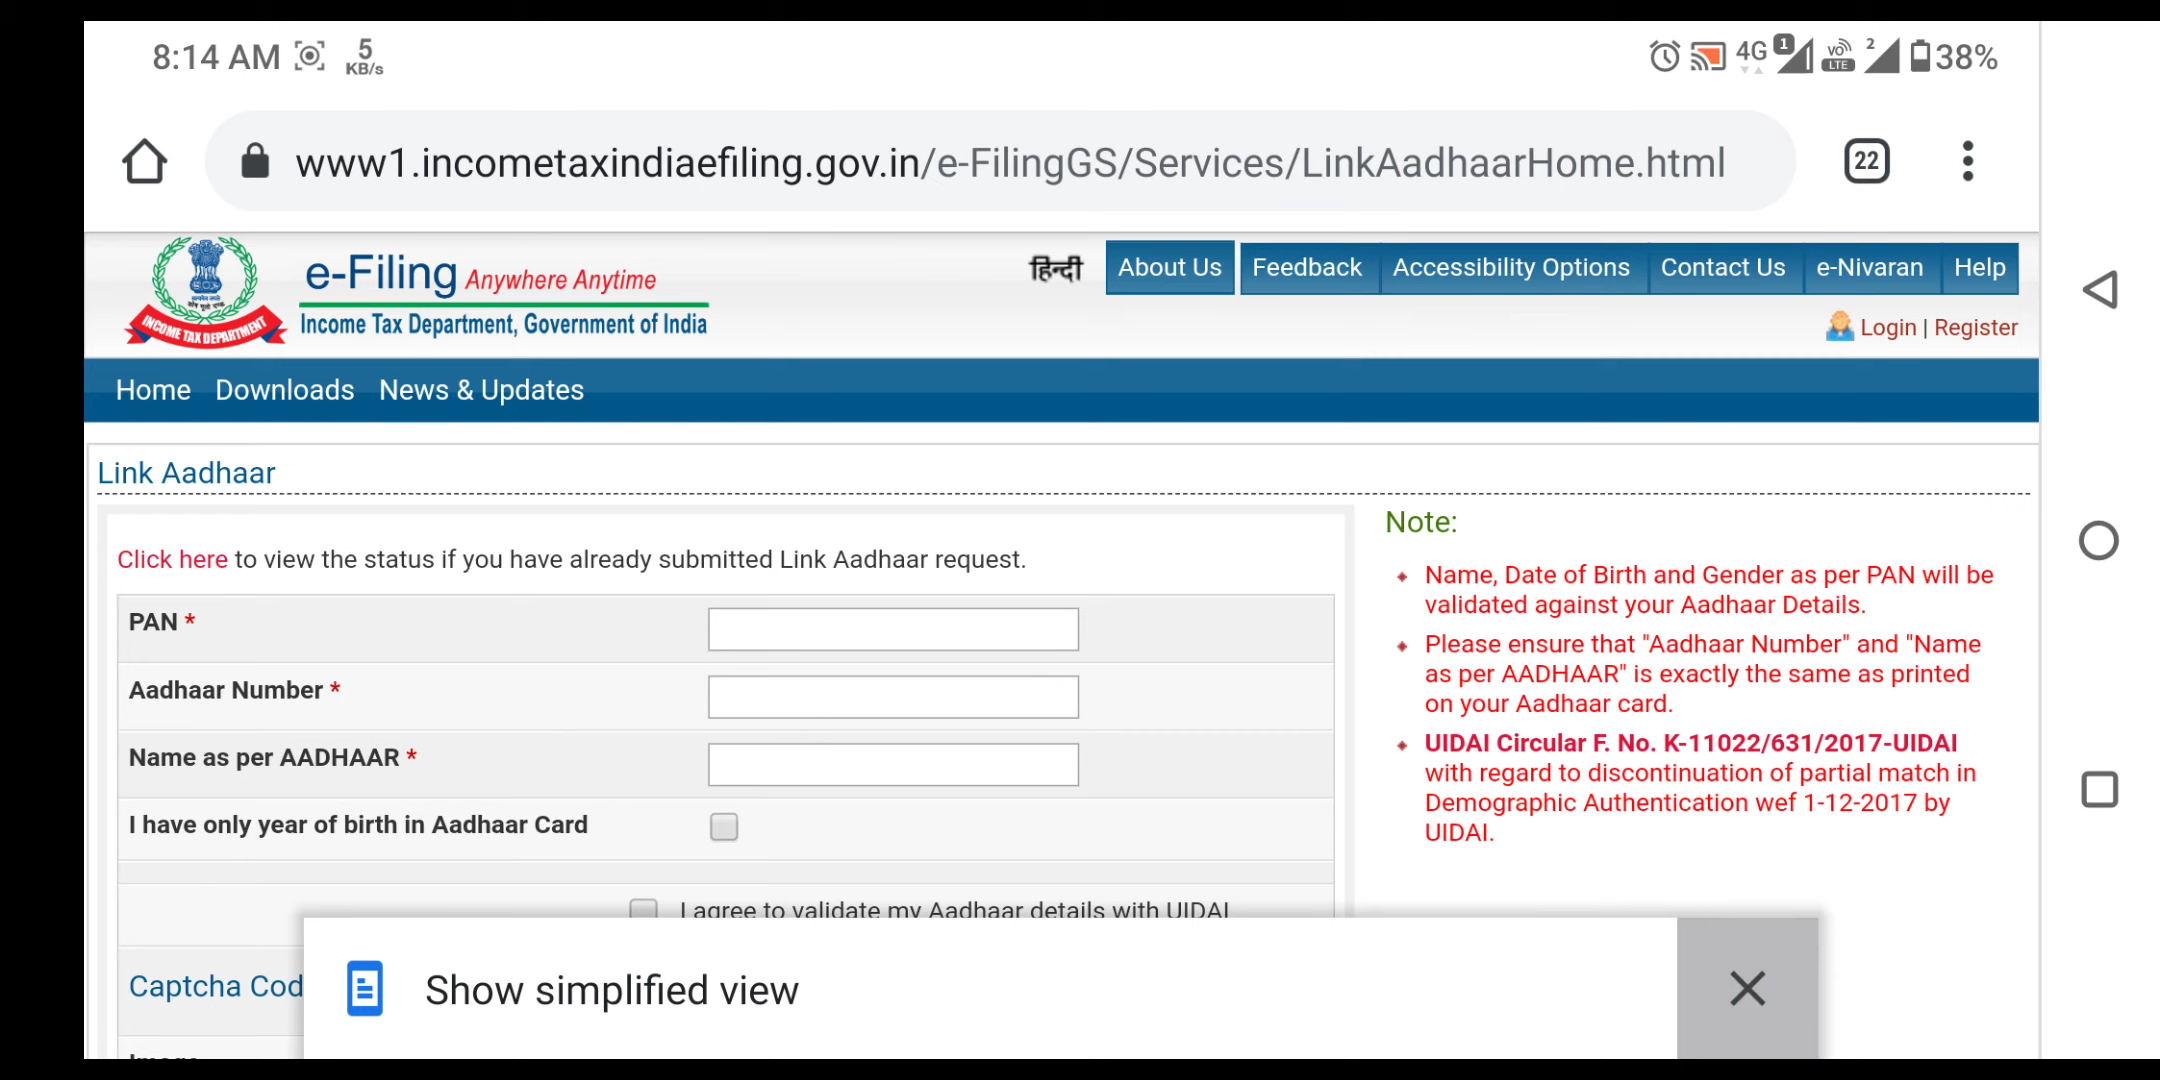 8:14 AM 5 KB/s 4G 1 VO LTE 2 38%
www1.incometaxindiaefiling.gov.in/e-FilingGS/Services/LinkAadhaarHome.html 22
e-Filing Anywhere Anytime
Income Tax Department, Government of India
INCOME TAX DEPARTMENT
हिन्दी About Us Feedback Accessibility Options Contact Us e-Nivaran Help
Login | Register
Home Downloads News & Updates
Link Aadhaar
Click here to view the status if you have already submitted Link Aadhaar request.
PAN *
Aadhaar Number *
Name as per AADHAAR *
I have only year of birth in Aadhaar Card
I agree to validate my Aadhaar details with UIDAI
Captcha Cod
Note:
Name, Date of Birth and Gender as per PAN will be
validated against your Aadhaar Details.
Please ensure that "Aadhaar Number" and "Name
as per AADHAAR" is exactly the same as printed
on your Aadhaar card.
UIDAI Circular F. No. K-11022/631/2017-UIDAI
with regard to discontinuation of partial match in
Demographic Authentication wef 1-12-2017 by
UIDAI.
Show simplified view